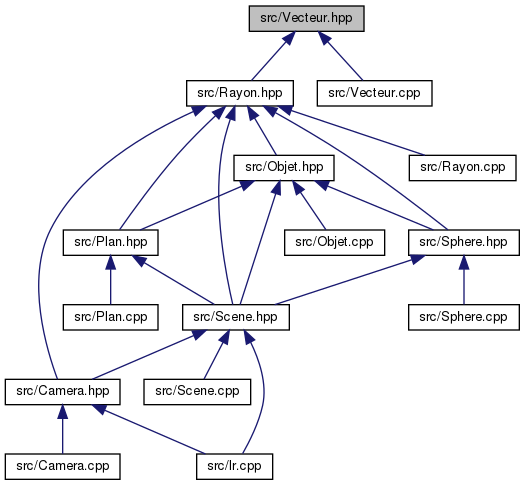 src/Vecteur.hpp
src/Rayon.hpp
src/Vecteur.cpp
src/Objet.hpp
src/Rayon.cpp
src/Plan.hpp
src/Objet.cpp
src/Sphere.hpp
src/Plan.cpp
src/Scene.hpp
src/Sphere.cpp
src/Camera.hpp
src/Scene.cpp
src/Camera.cpp
src/lr.cpp